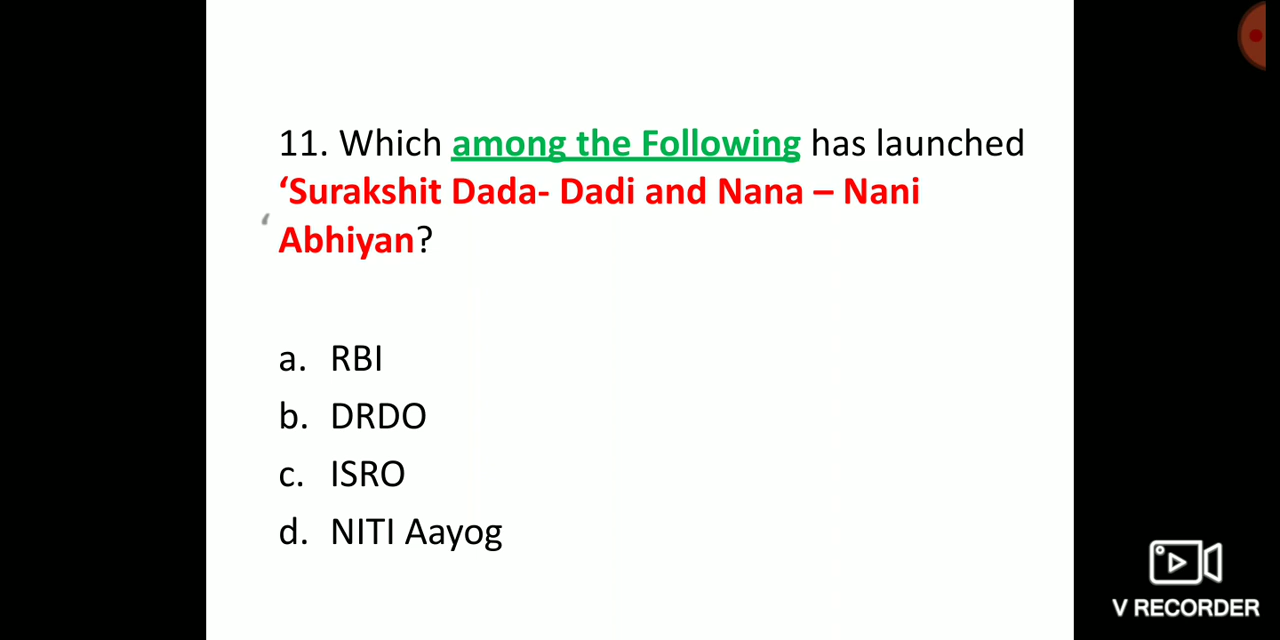 11. Which among the Following has launched
‘Surakshit Dada- Dadi and Nana – Nani
‘
Abhiyan?
a. RBI
b. DRDO
c. ISRO
d. NITI Aayog
V RECORDER